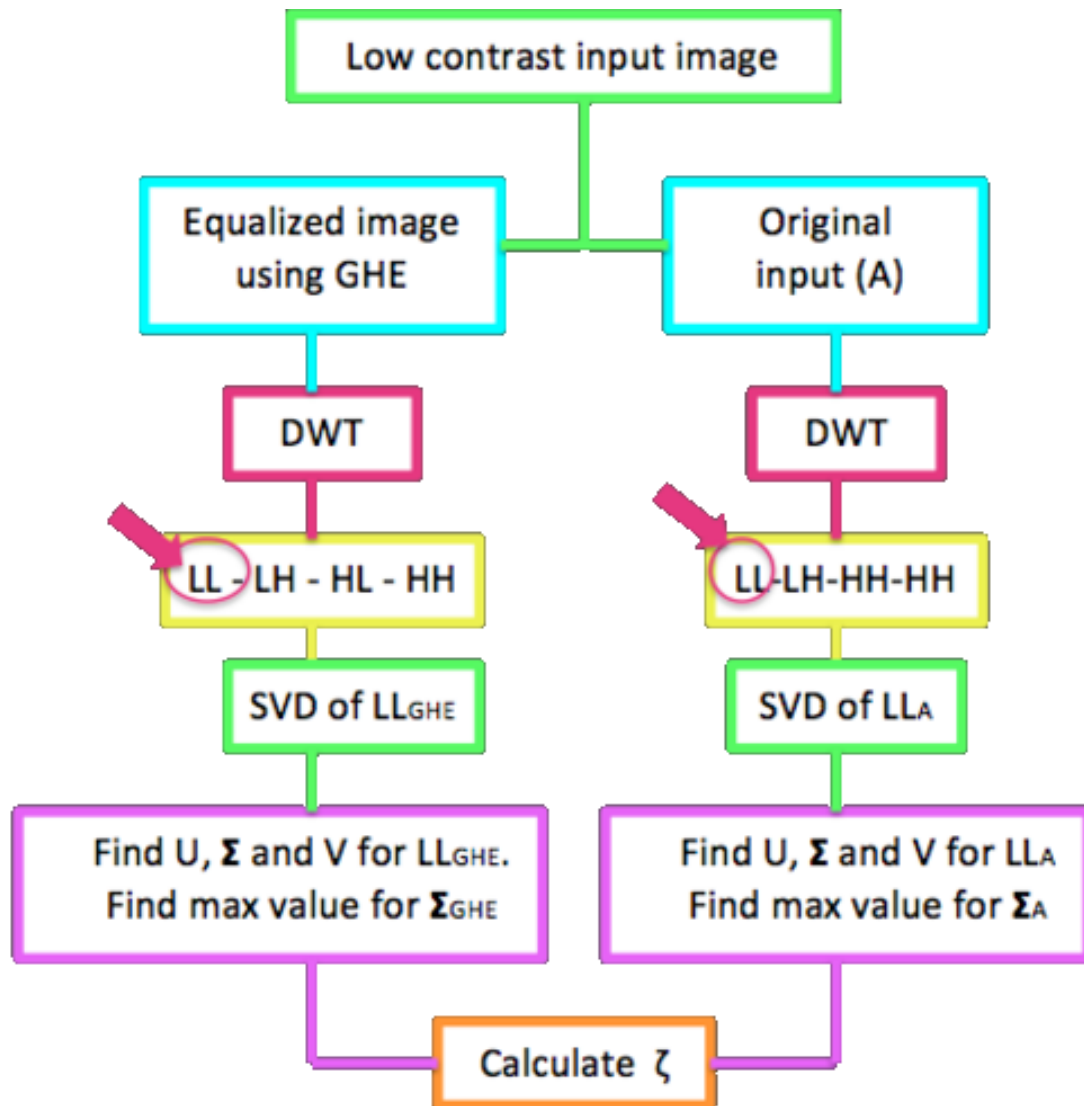 Low contrast input image
Equalized image
using GHE
Original
input (A)
DWT
DWT
LL - LH - HL - HH
LL-LH-HH-HH
SVD of LLGHE
SVD of LLA
Find U, Σ and V for LLGHE.
Find max value for ΣGHE
Find U, Σ and V for LLA
Find max value for ΣA
Calculate ζ